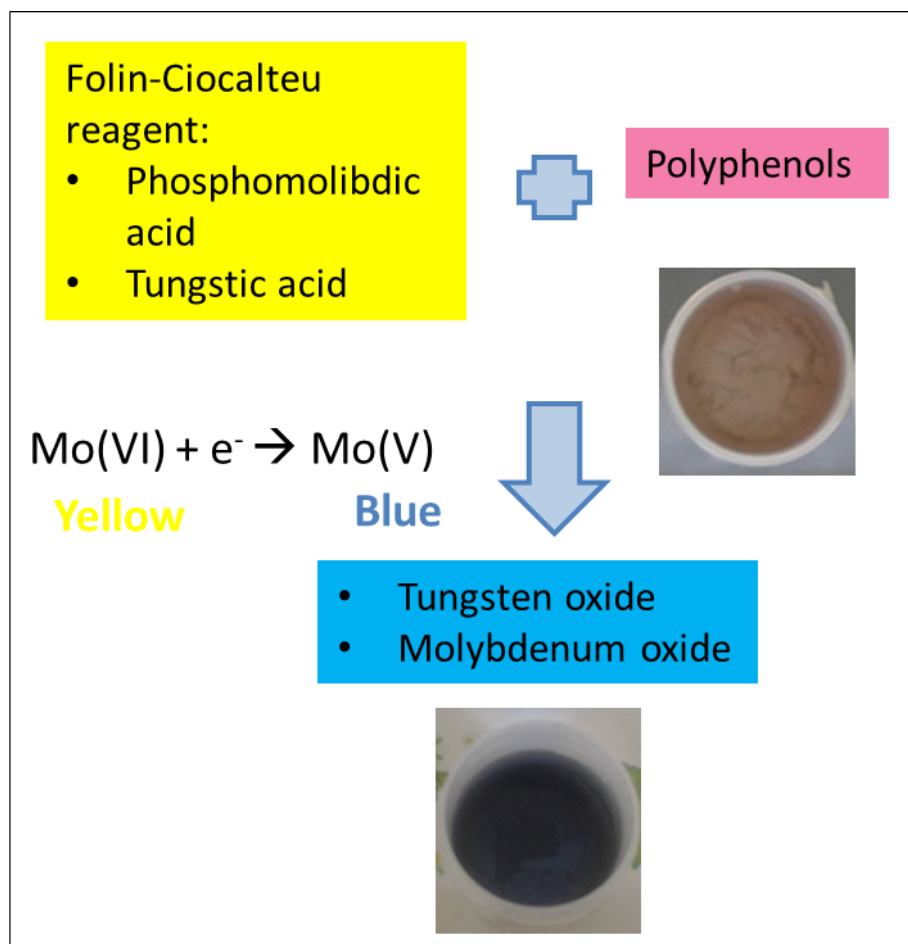 Folin-Ciocalteu
reagent:
• Phosphomolibdic
acid
• Tungstic acid
Polyphenols
Mo(VI) + e⁻ → Mo(V)
Yellow Blue
• Tungsten oxide
• Molybdenum oxide